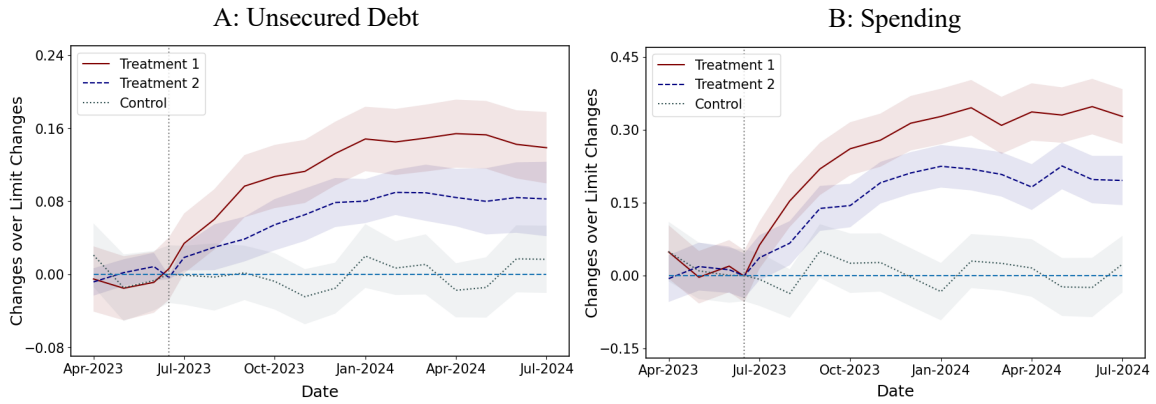 A: Unsecured Debt
Changes over Limit Changes
0.24
0.16
0.08
0.00
−0.08
Treatment 1
Treatment 2
Control
Apr-2023 Jul-2023 Oct-2023 Jan-2024 Apr-2024 Jul-2024
Date
B: Spending
Changes over Limit Changes
0.45
0.30
0.15
0.00
−0.15
Treatment 1
Treatment 2
Control
Apr-2023 Jul-2023 Oct-2023 Jan-2024 Apr-2024 Jul-2024
Date